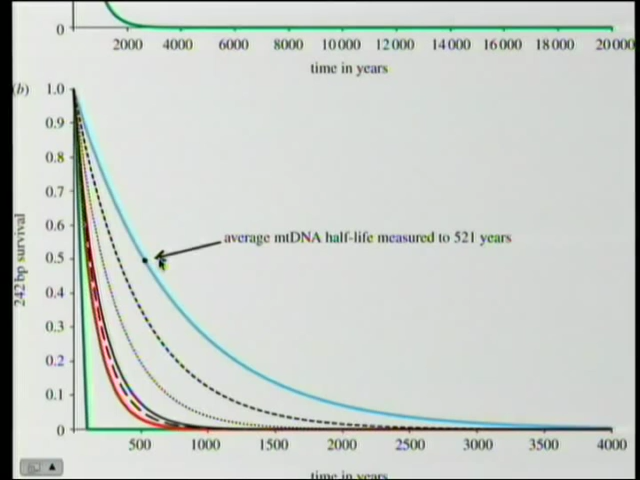 0
2000 4000 6000 8000 10000 12000 14000 16000 18000 20000
time in years
(b)
1.0
0.9
0.8
0.7
0.6
average mtDNA half-life measured to 521 years
0.5
0.4
0.3
0.2
0.1
0
242 bp survival
500 1000 1500 2000 2500 3000 3500 4000
time in years